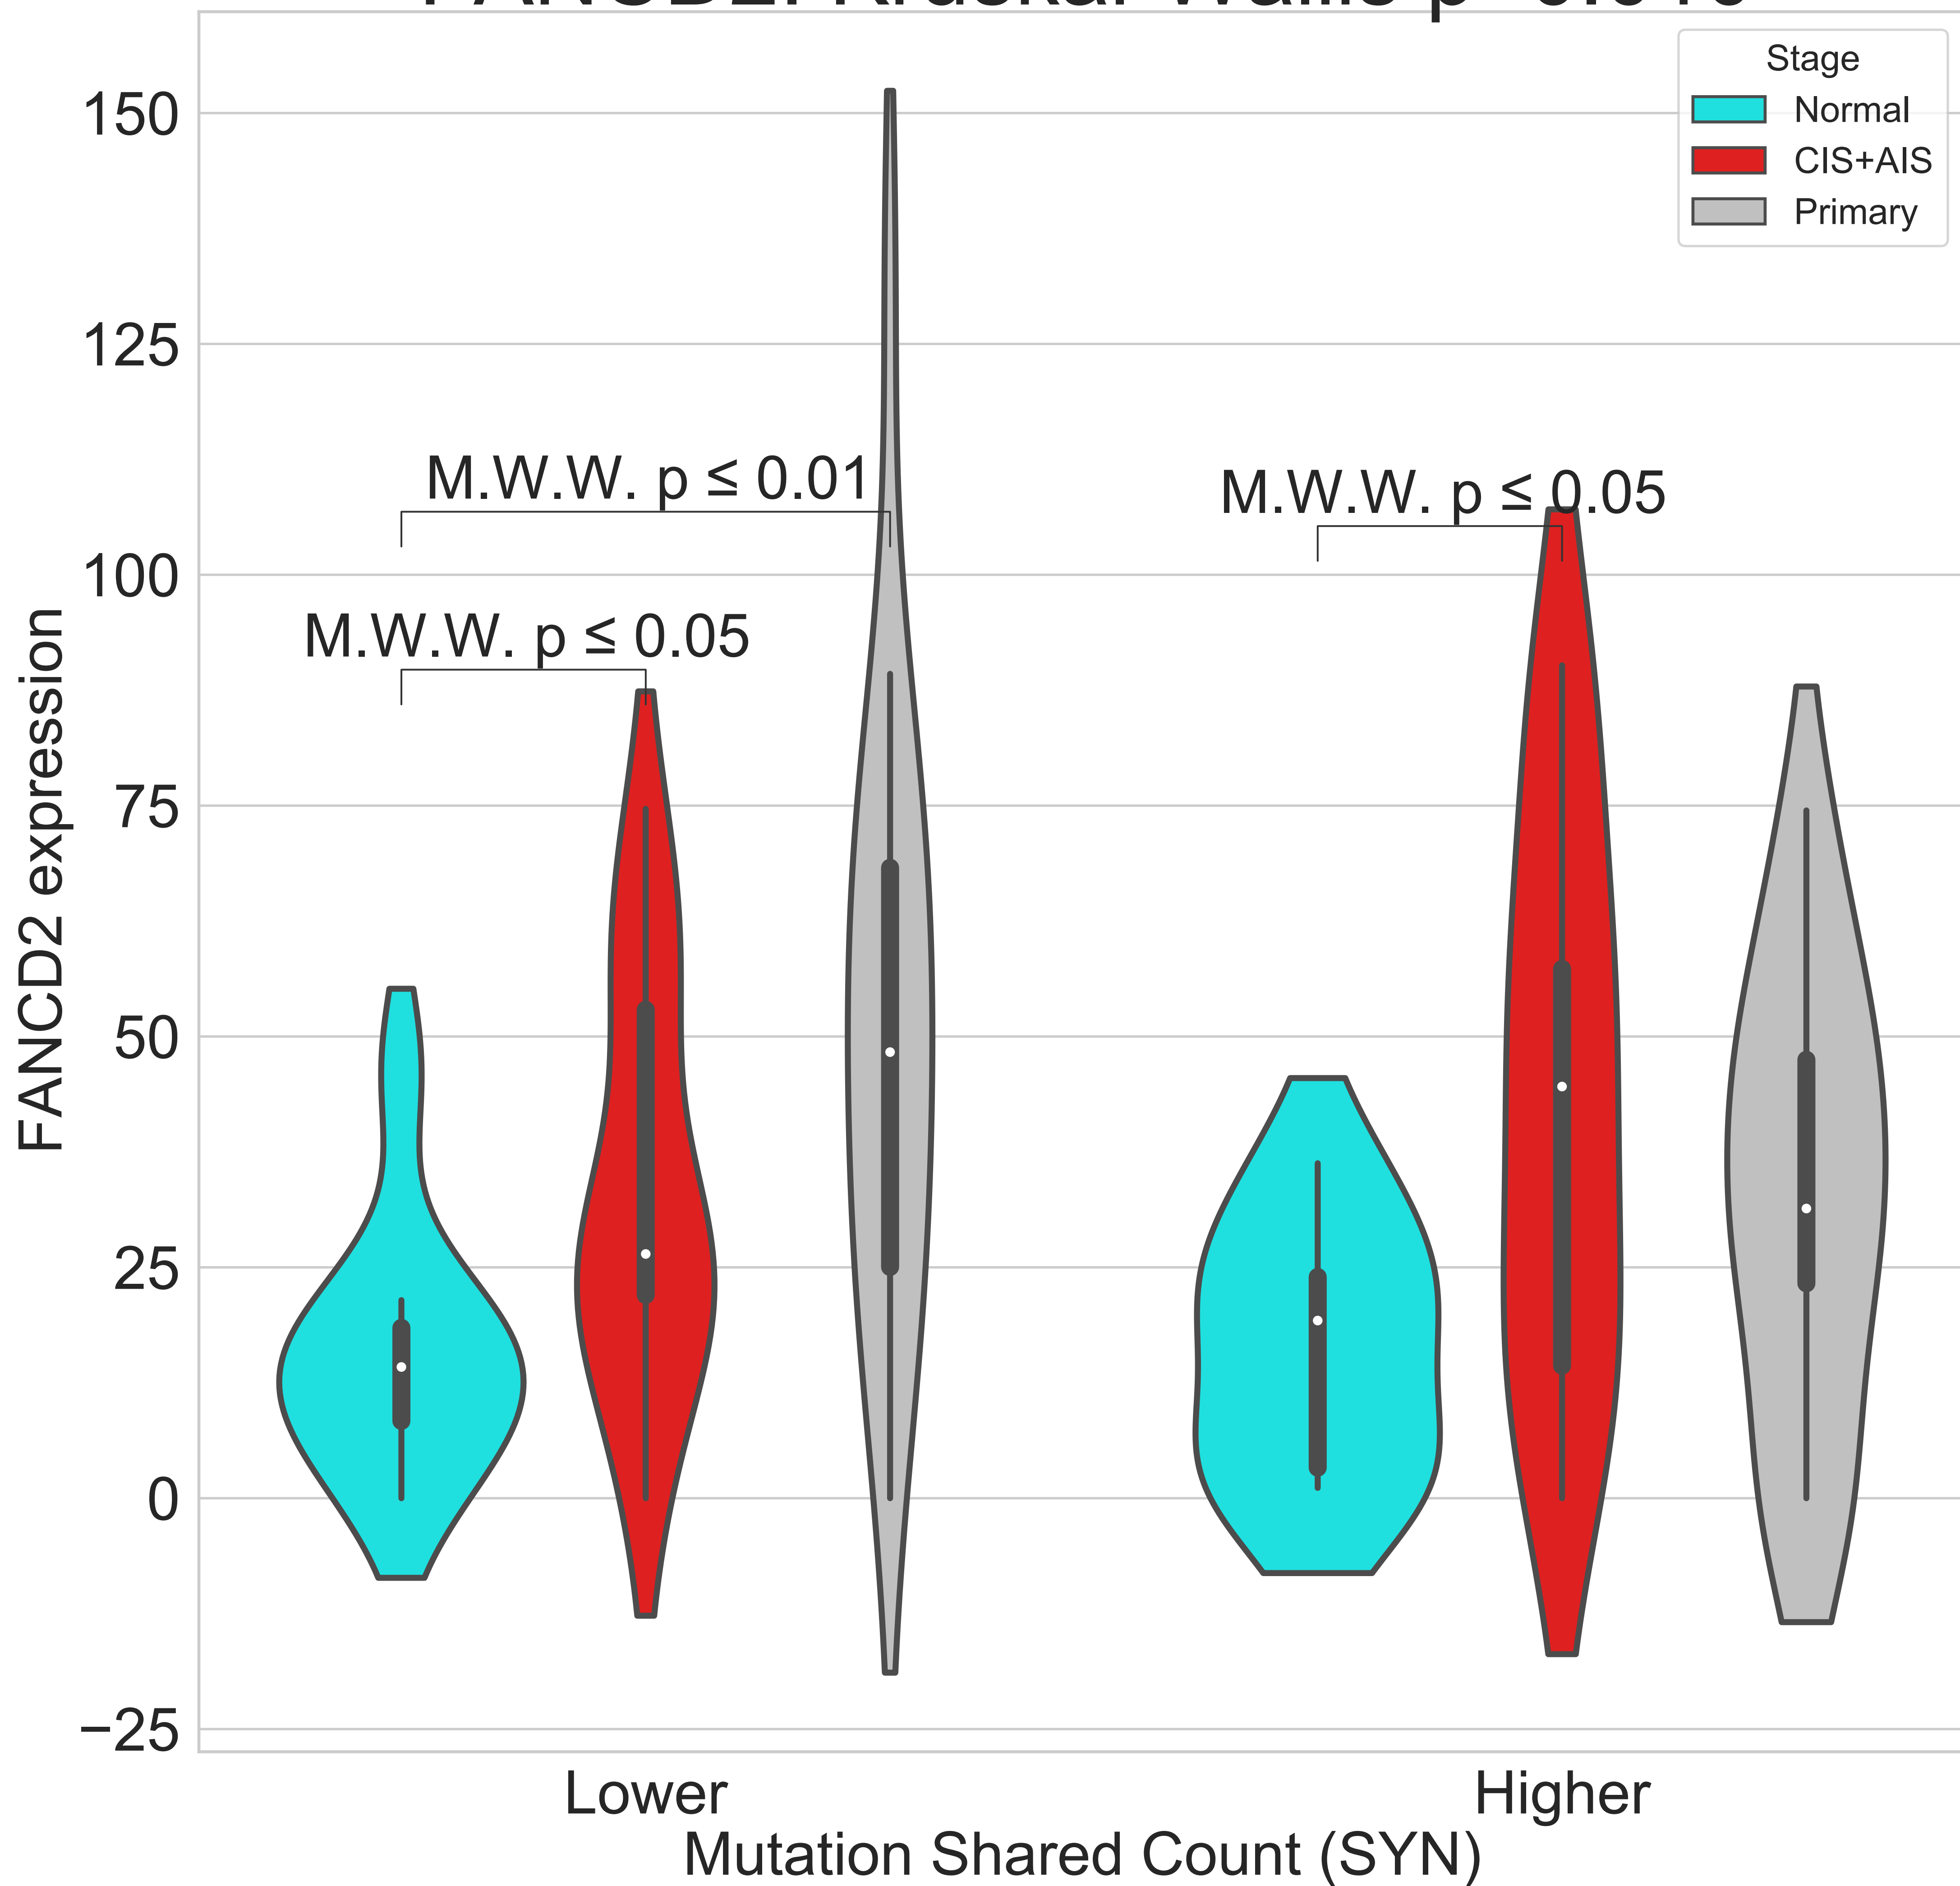 Stage
Normal
CIS+AIS
Primary
150
125
100
75
50
25
0
−25
FANCD2 expression
M.W.W. p ≤ 0.01
M.W.W. p ≤ 0.05
M.W.W. p ≤ 0.05
Lower
Higher
Mutation Shared Count (SYN)